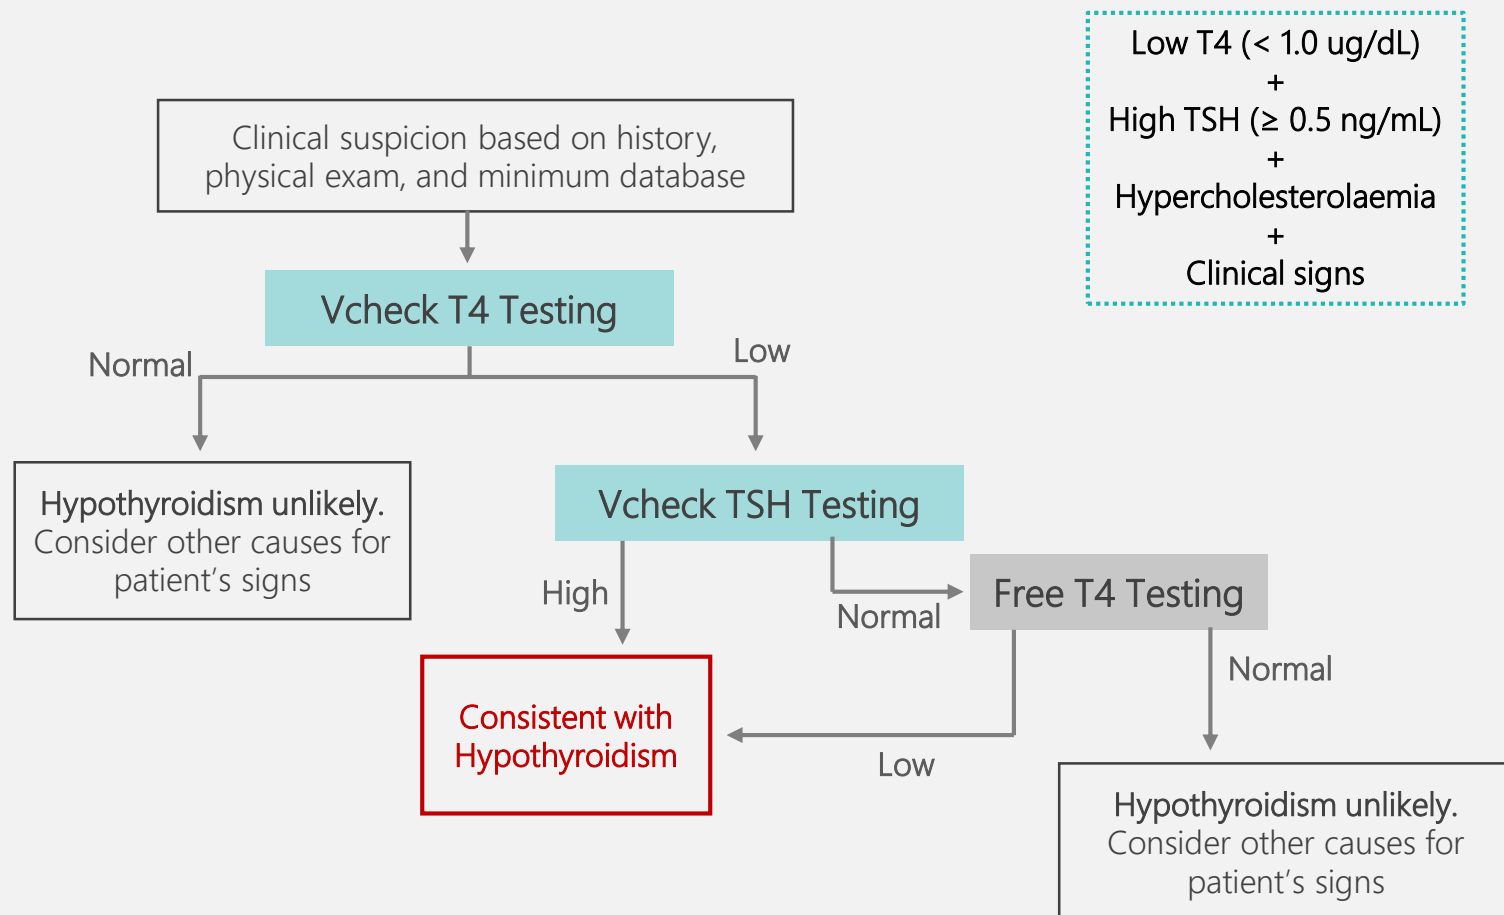 Low T4 (< 1.0 ug/dL)
+
High TSH (≥ 0.5 ng/mL)
+
Hypercholesterolaemia
+
Clinical signs
Clinical suspicion based on history,
physical exam, and minimum database
Vcheck T4 Testing
Normal
Low
Hypothyroidism unlikely.
Consider other causes for
patient’s signs
Vcheck TSH Testing
High
Normal
Free T4 Testing
Normal
Consistent with
Hypothyroidism
Low
Hypothyroidism unlikely.
Consider other causes for
patient’s signs